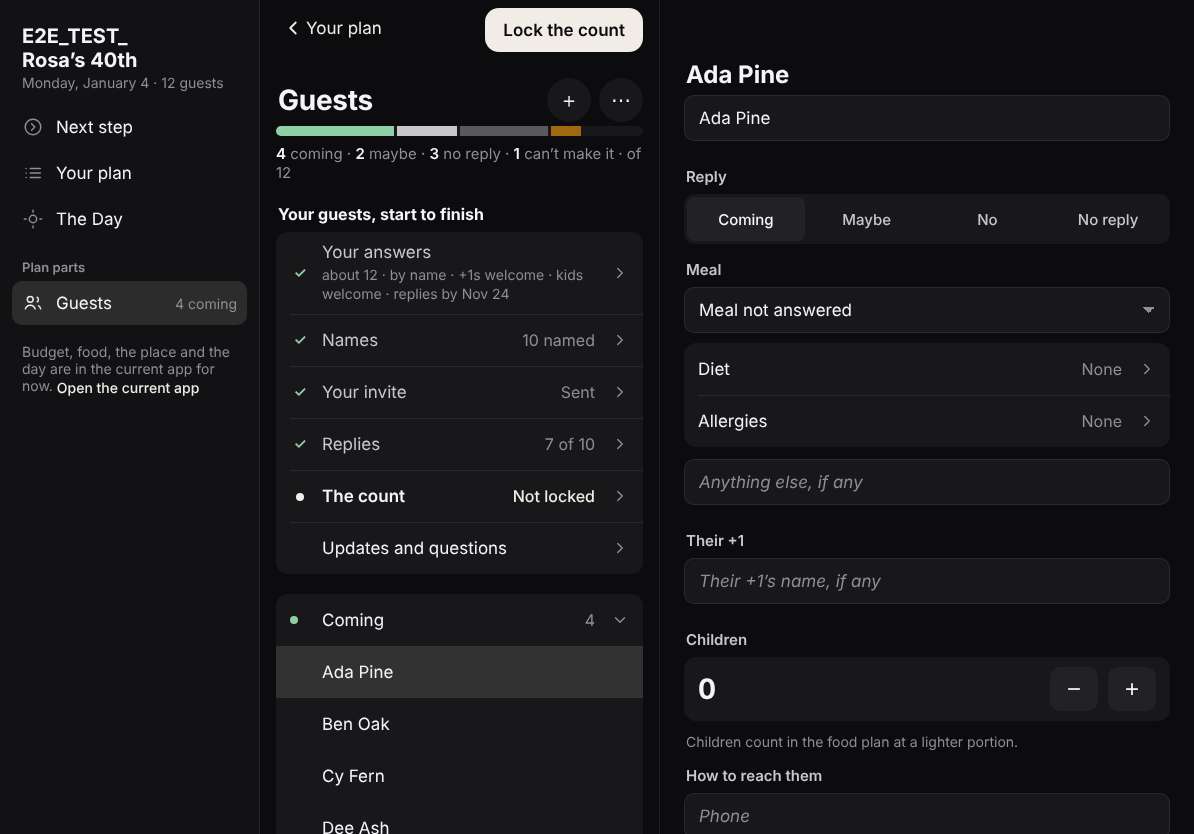 E2E_TEST_
Rosa’s 40th
Monday, January 4 · 12 guests
Next step
Your plan
The Day
Plan parts
Guests 4 coming
Budget, food, the place and the
day are in the current app for
now. Open the current app
Your plan
Lock the count
Guests
+ ···
4 coming · 2 maybe · 3 no reply · 1 can’t make it · of
12
Your guests, start to finish
Your answers
about 12 · by name · +1s welcome · kids
welcome · replies by Nov 24
Names 10 named
Your invite Sent
Replies 7 of 10
The count Not locked
Updates and questions
Coming 4
Ada Pine
Ben Oak
Cy Fern
Dee Ash
Ada Pine
Ada Pine
Reply
Coming Maybe No No reply
Meal
Meal not answered
Diet None
Allergies None
Anything else, if any
Their +1
Their +1’s name, if any
Children
0 − +
Children count in the food plan at a lighter portion.
How to reach them
Phone